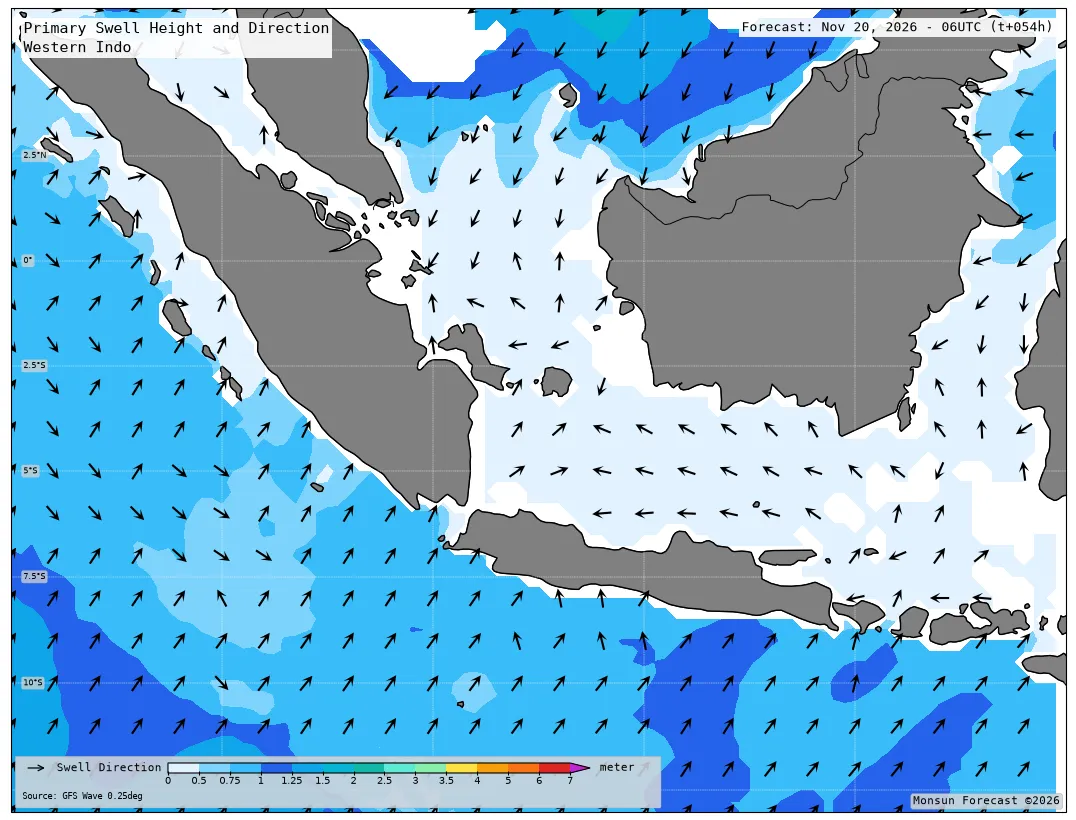 Primary Swell Height and Direction
Western Indo
Forecast: Nov 20, 2026 - 06UTC (t+054h)
2.5°N
0°
2.5°S
5°S
7.5°S
10°S
Swell Direction
0 0.5 0.75 1 1.25 1.5 2 2.5 3 3.5 4 5 6 7
meter
Source: GFS Wave 0.25deg
Monsun Forecast ©2026